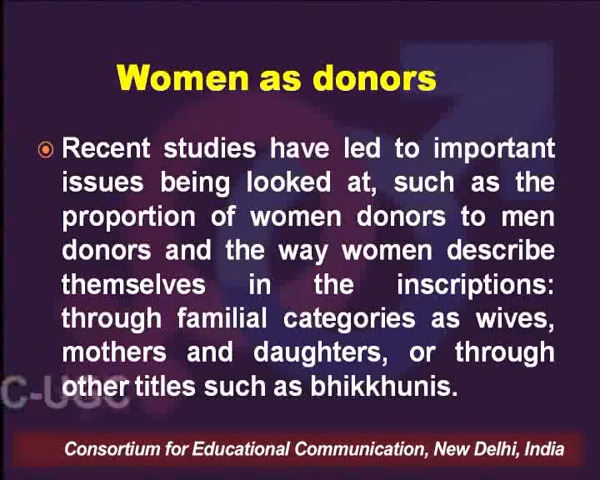 Women as donors
Recent studies have led to important
issues being looked at, such as the
proportion of women donors to men
donors and the way women describe
themselves in the inscriptions:
through familial categories as wives,
mothers and daughters, or through
other titles such as bhikkhunis.
C-UGC
Consortium for Educational Communication, New Delhi, India